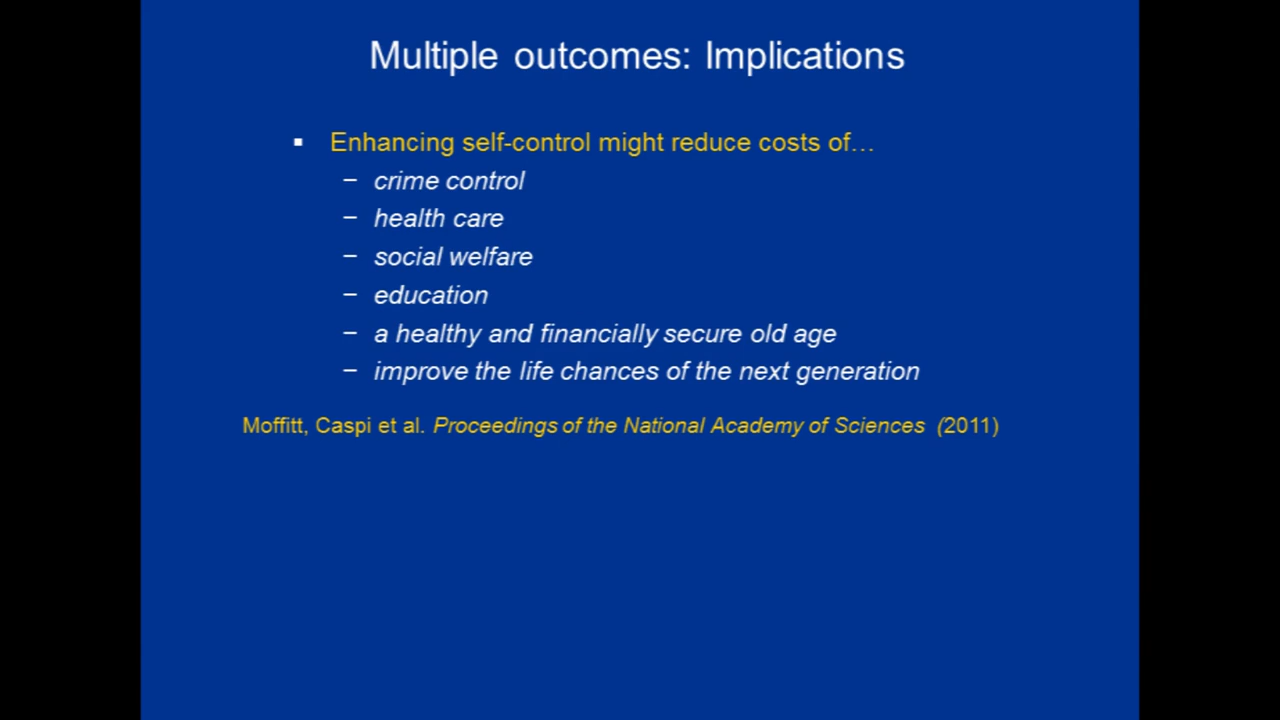 Multiple outcomes: Implications
▪ Enhancing self-control might reduce costs of…
– crime control
– health care
– social welfare
– education
– a healthy and financially secure old age
– improve the life chances of the next generation
Moffitt, Caspi et al. Proceedings of the National Academy of Sciences (2011)